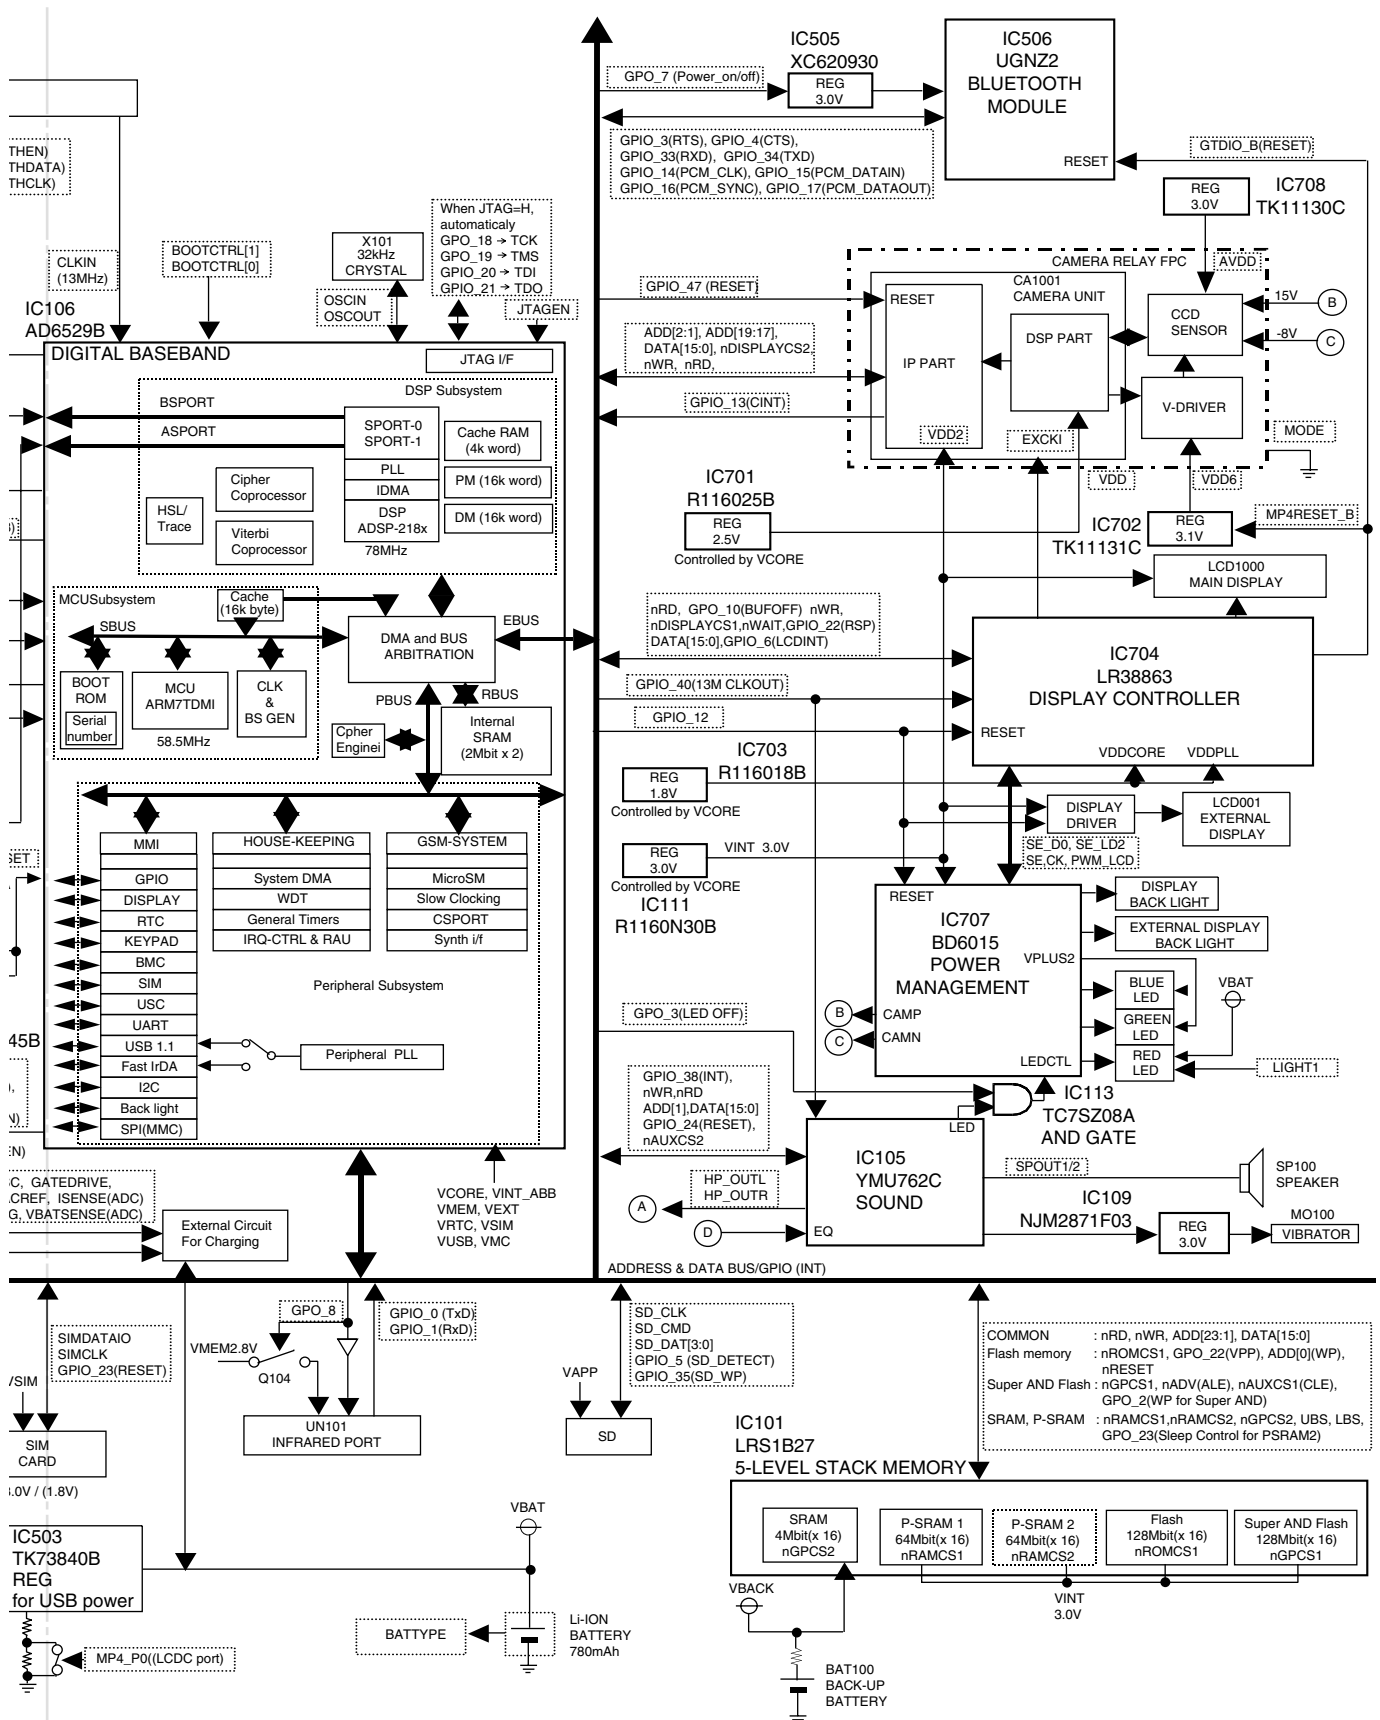 IC505
XC620930
REG
3.0V
GPO_7 (Power_on/off)
IC506
UGNZ2
BLUETOOTH
MODULE
RESET
GPIO_3(RTS), GPIO_4(CTS),
GPIO_33(RXD), GPIO_34(TXD)
GPIO_14(PCM_CLK), GPIO_15(PCM_DATAIN)
GPIO_16(PCM_SYNC), GPIO_17(PCM_DATAOUT)
GTDIO_B(RESET)
REG
3.0V
IC708
TK11130C
THEN)
THDATA)
THCLK)
CLKIN
(13MHz)
BOOTCTRL[1]
BOOTCTRL[0]
X101
32kHz
CRYSTAL
OSCIN
OSCOUT
When JTAG=H,
automaticaly
GPO_18 → TCK
GPO_19 → TMS
GPIO_20 → TDI
GPIO_21 → TDO
JTAGEN
IC106
AD6529B
DIGITAL BASEBAND
JTAG I/F
DSP Subsystem
BSPORT
ASPORT
SPORT-0
SPORT-1
PLL
IDMA
DSP
ADSP-218x
78MHz
Cache RAM
(4k word)
PM (16k word)
DM (16k word)
Cipher
Coprocessor
Viterbi
Coprocessor
HSL/
Trace
CAMERA RELAY FPC
AVDD
CA1001
CAMERA UNIT
GPIO_47 (RESET)
RESET
ADD[2:1], ADD[19:17],
DATA[15:0], nDISPLAYCS2,
nWR, nRD,
GPIO_13(CINT)
IP PART
DSP PART
CCD
SENSOR
V-DRIVER
15V
B
-8V
C
VDD2
EXCKI
MODE
VDD
VDD6
IC701
R116025B
REG
2.5V
Controlled by VCORE
IC702
TK11131C
REG
3.1V
MP4RESET_B
LCD1000
MAIN DISPLAY
MCUSubsystem
Cache
(16k byte)
SBUS
DMA and BUS
ARBITRATION
EBUS
BOOT
ROM
Serial
number
MCU
ARM7TDMI
58.5MHz
CLK
&
BS GEN
PBUS
RBUS
Cpher
Enginei
Internal
SRAM
(2Mbit x 2)
nRD, GPO_10(BUFOFF) nWR,
nDISPLAYCS1,nWAIT,GPIO_22(RSP)
DATA[15:0],GPIO_6(LCDINT)
GPIO_40(13M CLKOUT)
GPIO_12
IC704
LR38863
DISPLAY CONTROLLER
RESET
VDDCORE VDDPLL
IC703
R116018B
REG
1.8V
Controlled by VCORE
REG
3.0V
Controlled by VCORE
VINT 3.0V
IC111
R1160N30B
DISPLAY
DRIVER
LCD001
EXTERNAL
DISPLAY
SE_D0, SE_LD2
SE,CK, PWM_LCD
MMI
GPIO
DISPLAY
RTC
KEYPAD
BMC
SIM
USC
UART
USB 1.1
Fast IrDA
I2C
Back light
SPI(MMC)
HOUSE-KEEPING
System DMA
WDT
General Timers
IRQ-CTRL & RAU
GSM-SYSTEM
MicroSM
Slow Clocking
CSPORT
Synth i/f
Peripheral Subsystem
Peripheral PLL
SET
45B
RESET
IC707
BD6015
POWER
MANAGEMENT
VPLUS2
CAMP
CAMN
LEDCTL
B
C
DISPLAY
BACK LIGHT
EXTERNAL DISPLAY
BACK LIGHT
BLUE
LED
GREEN
LED
RED
LED
VBAT
LIGHT1
GPO_3(LED OFF)
GPIO_38(INT),
nWR,nRD
ADD[1],DATA[15:0]
GPIO_24(RESET),
nAUXCS2
IC113
TC7SZ08A
AND GATE
LED
IC105
YMU762C
SOUND
EQ
HP_OUTL
HP_OUTR
A
D
SPOUT1/2
SP100
SPEAKER
IC109
NJM2871F03
REG
3.0V
MO100
VIBRATOR
N)
EN)
C, GATEDRIVE,
CREF, ISENSE(ADC)
G, VBATSENSE(ADC)
External Circuit
For Charging
VCORE, VINT_ABB
VMEM, VEXT
VRTC, VSIM
VUSB, VMC
ADDRESS & DATA BUS/GPIO (INT)
SIMDATAIO
SIMCLK
GPIO_23(RESET)
VSIM
SIM
CARD
3.0V / (1.8V)
GPO_8
VMEM2.8V
Q104
GPIO_0 (TxD)
GPIO_1(RxD)
UN101
INFRARED PORT
SD_CLK
SD_CMD
SD_DAT[3:0]
GPIO_5 (SD_DETECT)
GPIO_35(SD_WP)
VAPP
SD
COMMON : nRD, nWR, ADD[23:1], DATA[15:0]
Flash memory : nROMCS1, GPO_22(VPP), ADD[0](WP),
nRESET
Super AND Flash : nGPCS1, nADV(ALE), nAUXCS1(CLE),
GPO_2(WP for Super AND)
SRAM, P-SRAM : nRAMCS1,nRAMCS2, nGPCS2, UBS, LBS,
GPO_23(Sleep Control for PSRAM2)
IC101
LRS1B27
5-LEVEL STACK MEMORY
SRAM
4Mbit(x 16)
nGPCS2
P-SRAM 1
64Mbit(x 16)
nRAMCS1
P-SRAM 2
64Mbit(x 16)
nRAMCS2
Flash
128Mbit(x 16)
nROMCS1
Super AND Flash
128Mbit(x 16)
nGPCS1
VINT
3.0V
VBACK
BAT100
BACK-UP
BATTERY
IC503
TK73840B
REG
for USB power
MP4_P0((LCDC port)
VBAT
BATTYPE
Li-ION
BATTERY
780mAh